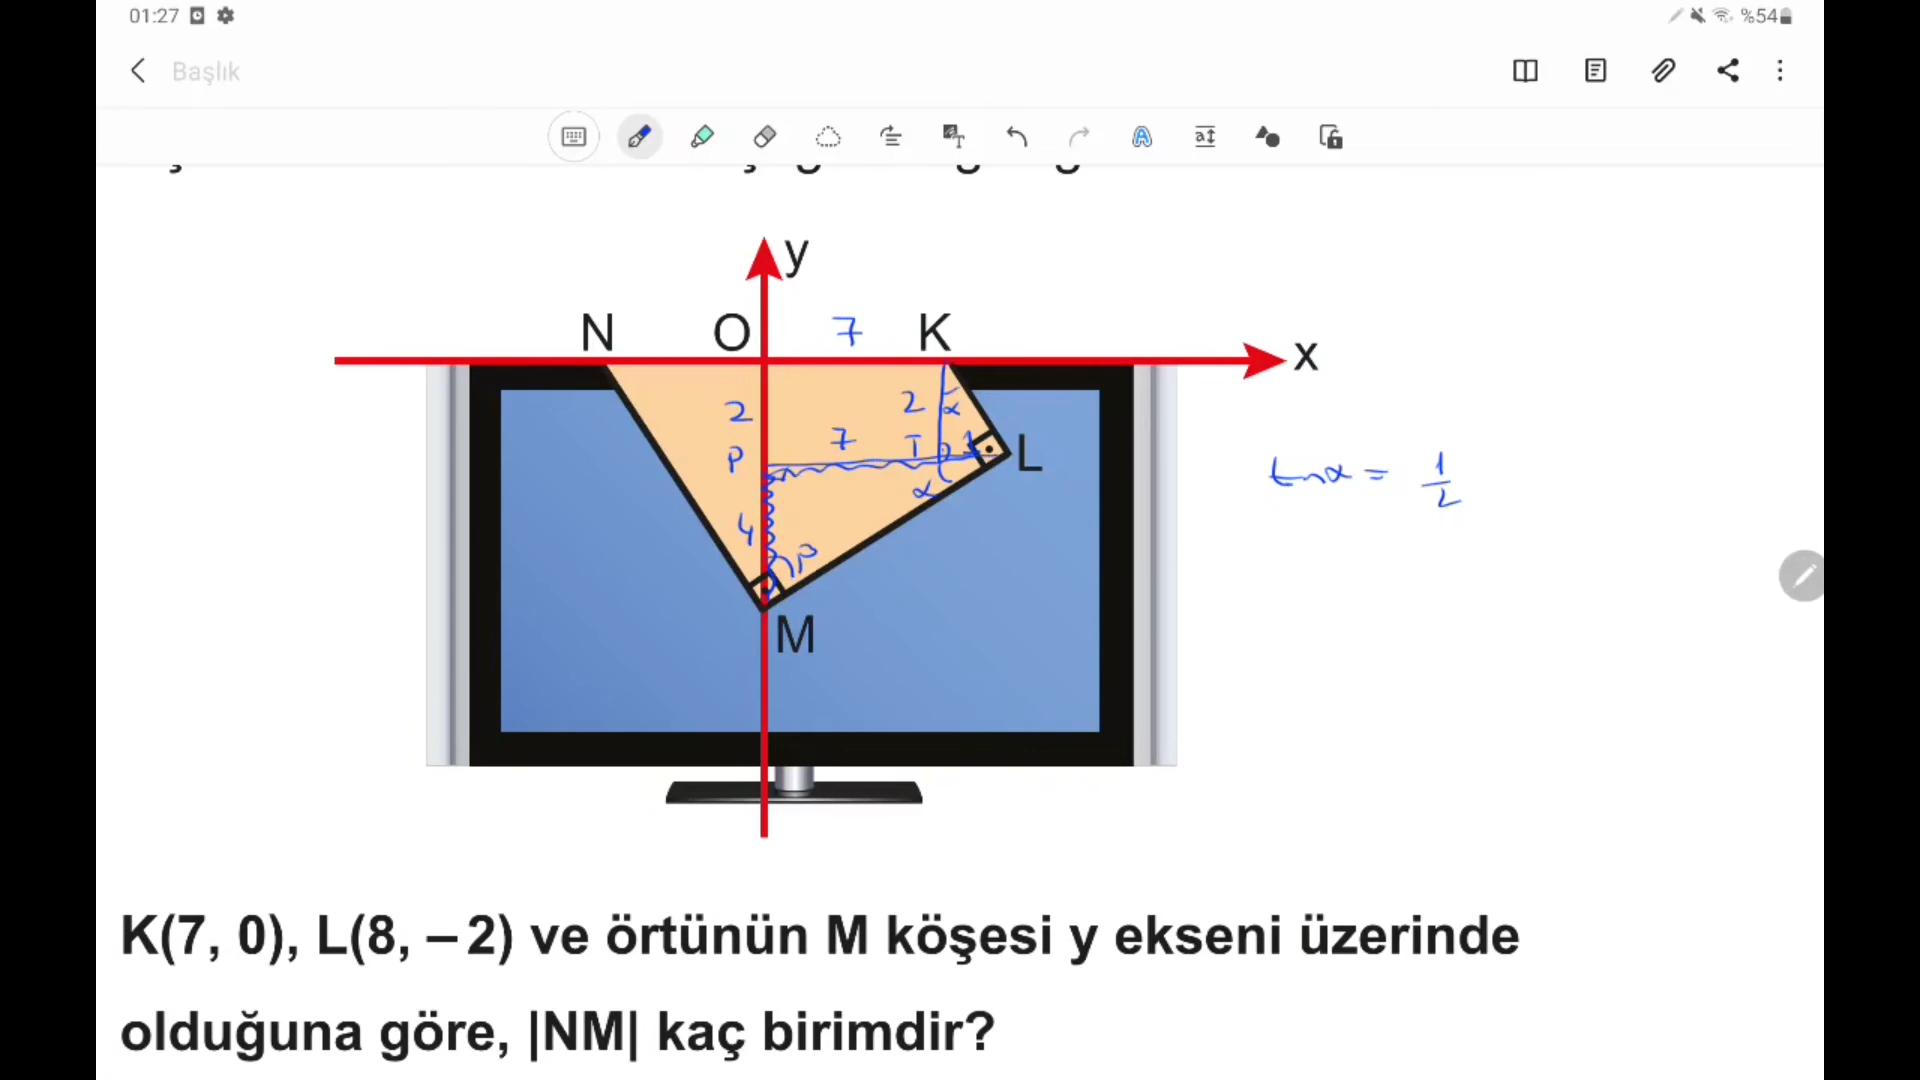 01:27
%54
Başlık
y
N O 7 K
x
2 2 α
7 T 1 L
P
α
tanα = 1/2
4 β
M
K(7, 0), L(8, –2) ve örtünün M köşesi y ekseni üzerinde
olduğuna göre, |NM| kaç birimdir?